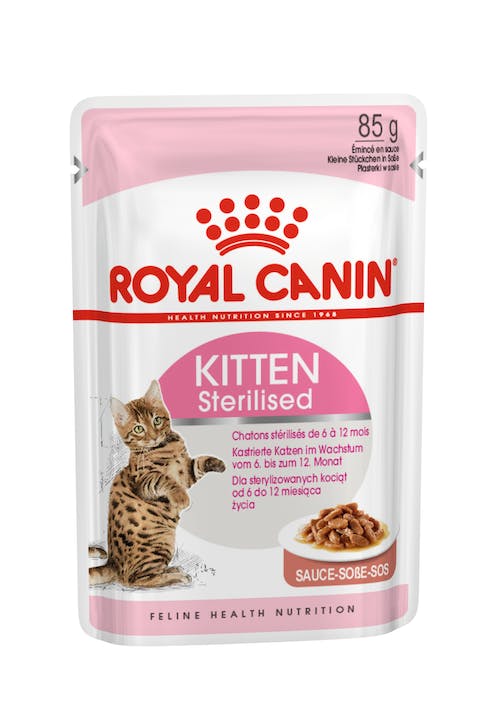 85 g
Émincé en sauce
Kleine Stückchen in Soße
Plasterki w sosie
ROYAL CANIN®
HEALTH NUTRITION SINCE 1968
KITTEN
Sterilised
Chatons stérilisés de 6 à 12 mois
Kastrierte Katzen im Wachstum
vom 6. bis zum 12. Monat
Dla sterylizowanych kociąt
od 6 do 12 miesiąca
życia
SAUCE-SOßE-SOS
FELINE HEALTH NUTRITION